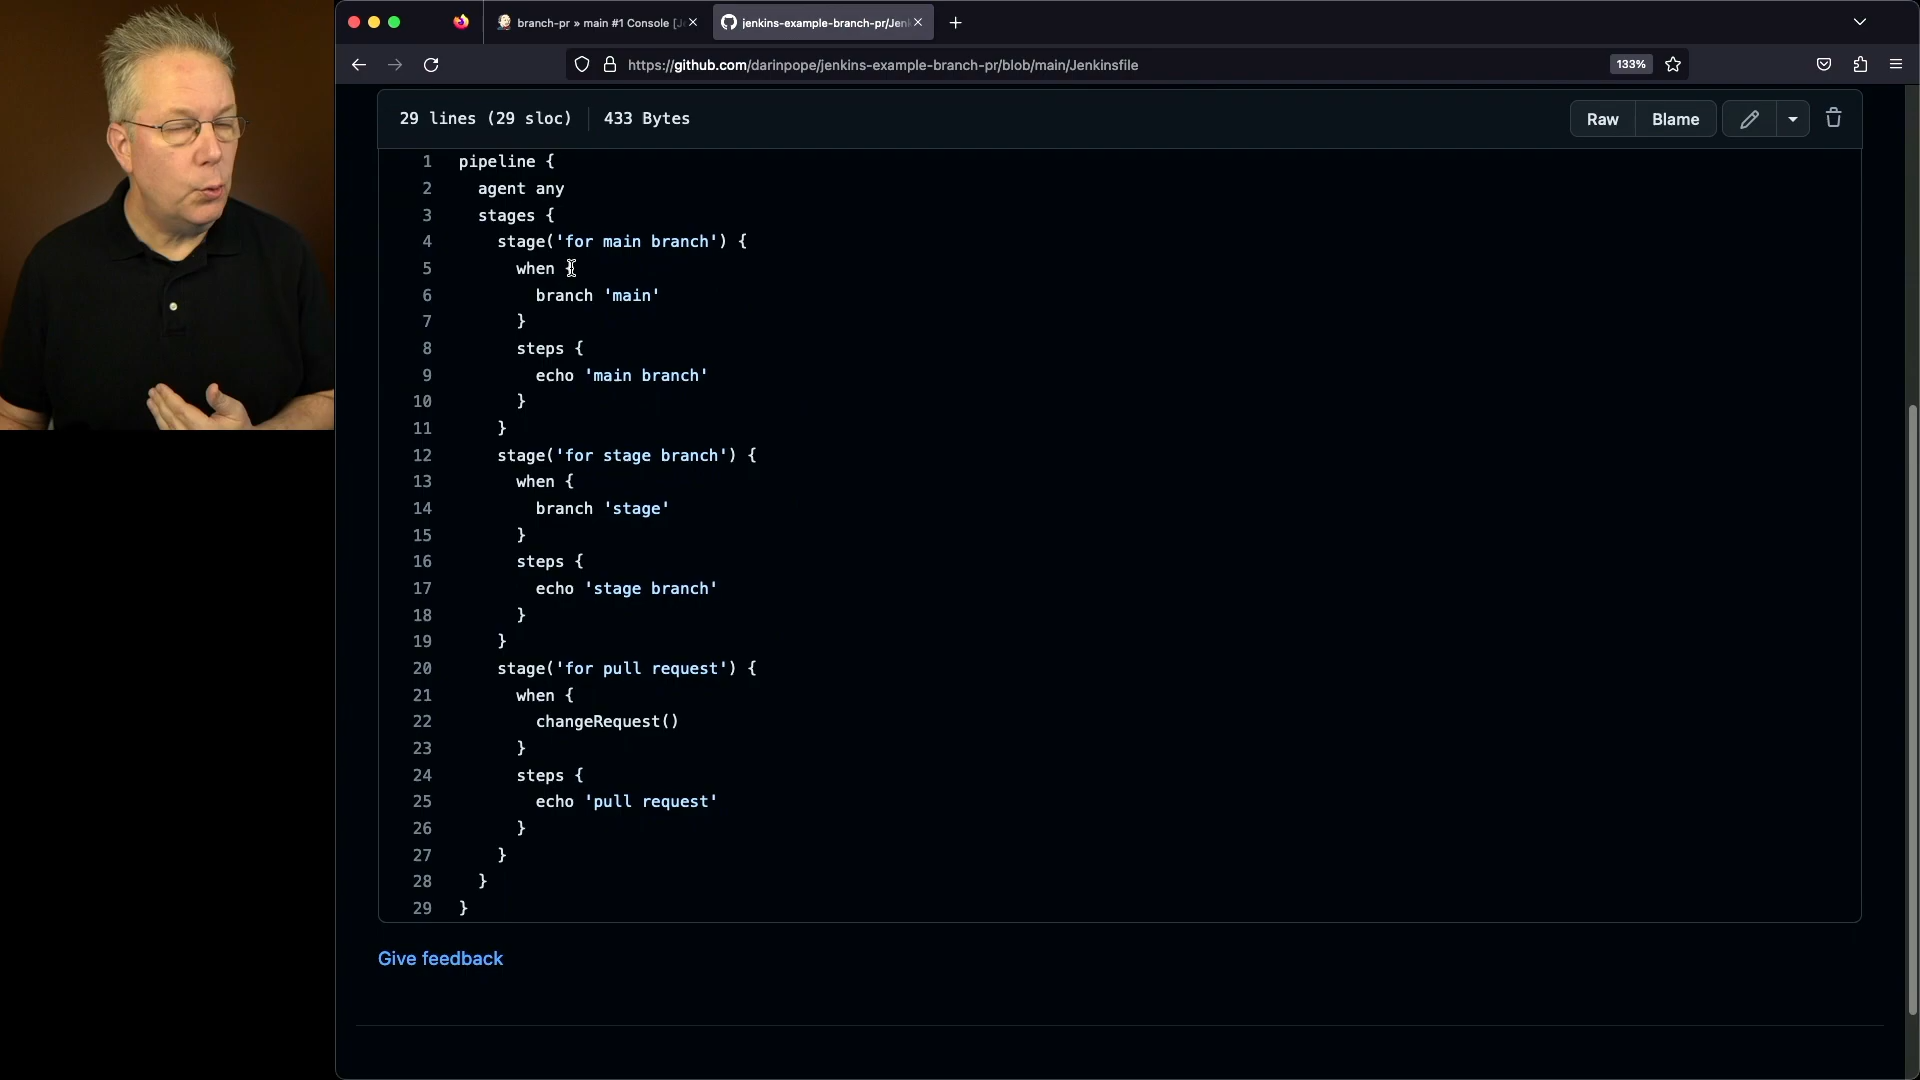 branch-pr » main #1 Console [Je
jenkins-example-branch-pr/Jenk
https://github.com/darinpope/jenkins-example-branch-pr/blob/main/Jenkinsfile
133%
29 lines (29 sloc)
433 Bytes
Raw
Blame
1 pipeline {
2   agent any
3   stages {
4     stage('for main branch') {
5       when {
6         branch 'main'
7       }
8       steps {
9         echo 'main branch'
10       }
11     }
12     stage('for stage branch') {
13       when {
14         branch 'stage'
15       }
16       steps {
17         echo 'stage branch'
18       }
19     }
20     stage('for pull request') {
21       when {
22         changeRequest()
23       }
24       steps {
25         echo 'pull request'
26       }
27     }
28   }
29 }
Give feedback